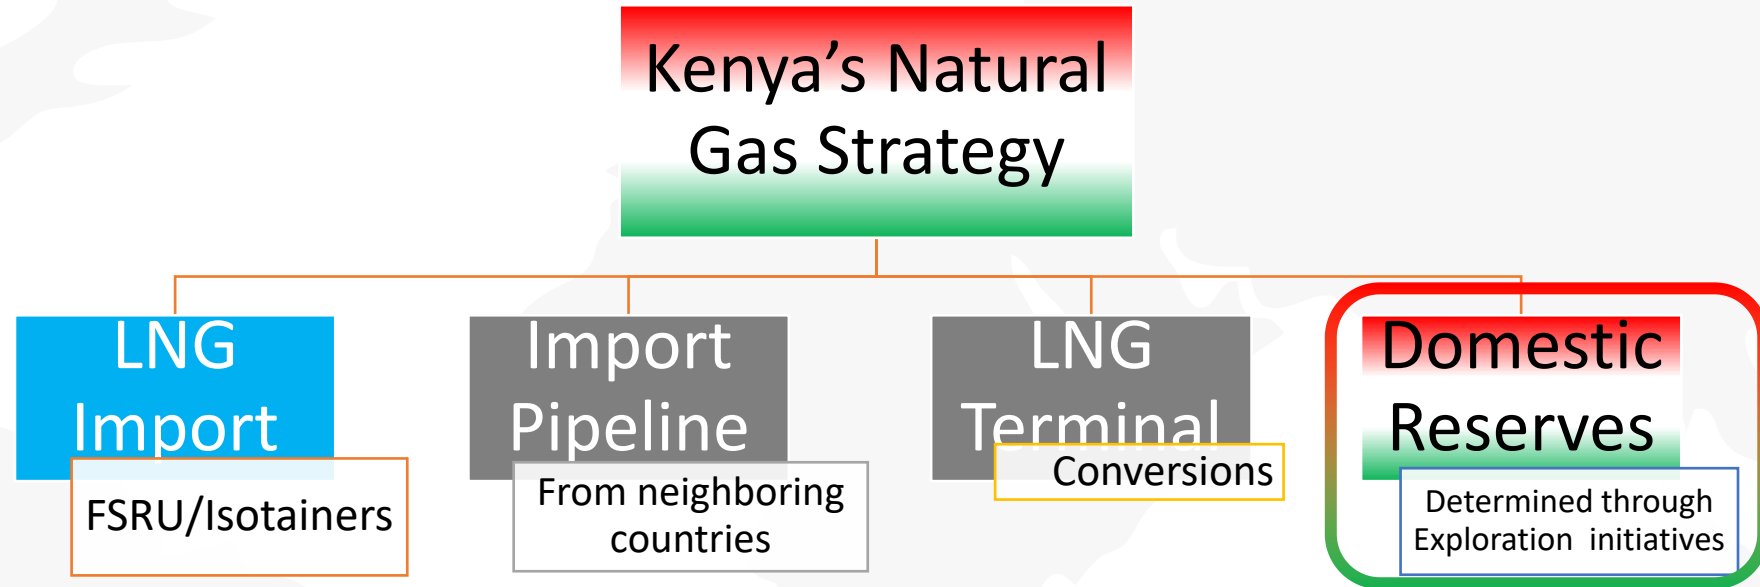 Kenya’s Natural
Gas Strategy
LNG
Import
FSRU/Isotainers
Import
Pipeline
From neighboring
countries
LNG
Terminal
Conversions
Domestic
Reserves
Determined through
Exploration initiatives